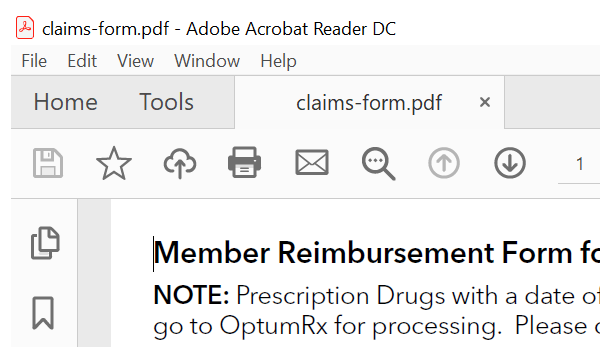 claims-form.pdf - Adobe Acrobat Reader DC
File Edit View Window Help
Home Tools claims-form.pdf ×
1
Member Reimbursement Form fo
NOTE: Prescription Drugs with a date of
go to OptumRx for processing. Please